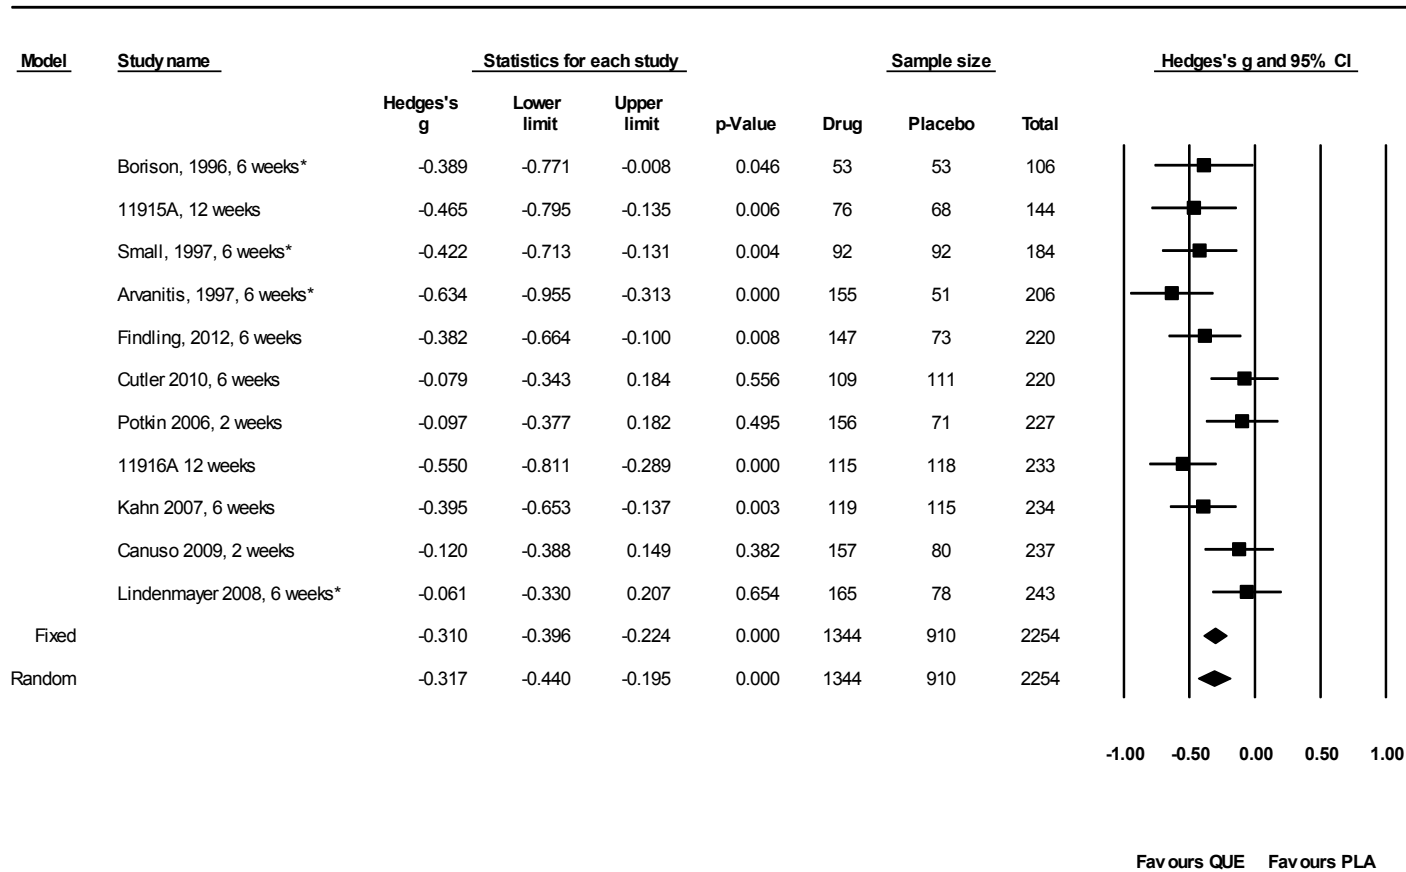 Model Study name Statistics for each study Sample size Hedges's g and 95% CI
Hedges's g Lower limit Upper limit p-Value Drug Placebo Total
Borison, 1996, 6 weeks* -0.389 -0.771 -0.008 0.046 53 53 106
11915A, 12 weeks -0.465 -0.795 -0.135 0.006 76 68 144
Small, 1997, 6 weeks* -0.422 -0.713 -0.131 0.004 92 92 184
Arvanitis, 1997, 6 weeks* -0.634 -0.955 -0.313 0.000 155 51 206
Findling, 2012, 6 weeks -0.382 -0.664 -0.100 0.008 147 73 220
Cutler 2010, 6 weeks -0.079 -0.343 0.184 0.556 109 111 220
Potkin 2006, 2 weeks -0.097 -0.377 0.182 0.495 156 71 227
11916A 12 weeks -0.550 -0.811 -0.289 0.000 115 118 233
Kahn 2007, 6 weeks -0.395 -0.653 -0.137 0.003 119 115 234
Canuso 2009, 2 weeks -0.120 -0.388 0.149 0.382 157 80 237
Lindenmayer 2008, 6 weeks* -0.061 -0.330 0.207 0.654 165 78 243
Fixed -0.310 -0.396 -0.224 0.000 1344 910 2254
Random -0.317 -0.440 -0.195 0.000 1344 910 2254
-1.00 -0.50 0.00 0.50 1.00
Favours QUE Favours PLA